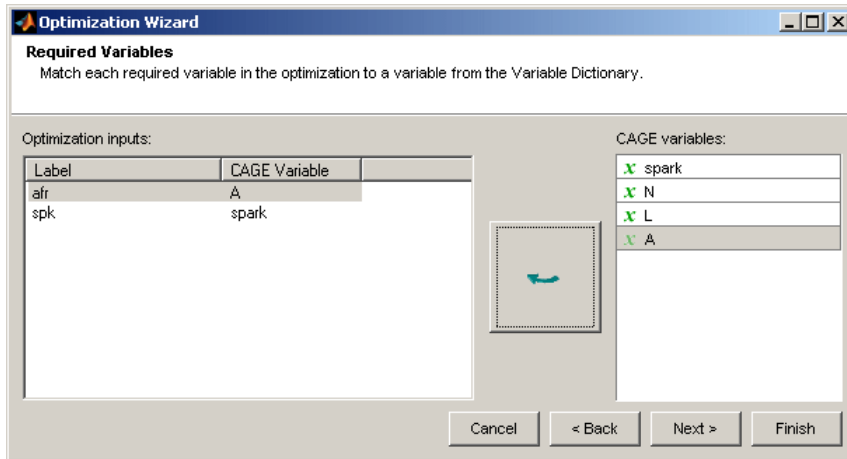 Optimization Wizard
Required Variables
Match each required variable in the optimization to a variable from the Variable Dictionary.
Optimization inputs:
CAGE variables:
Label CAGE Variable
afr A
spk spark
x spark
x N
x L
x A
Cancel < Back Next > Finish